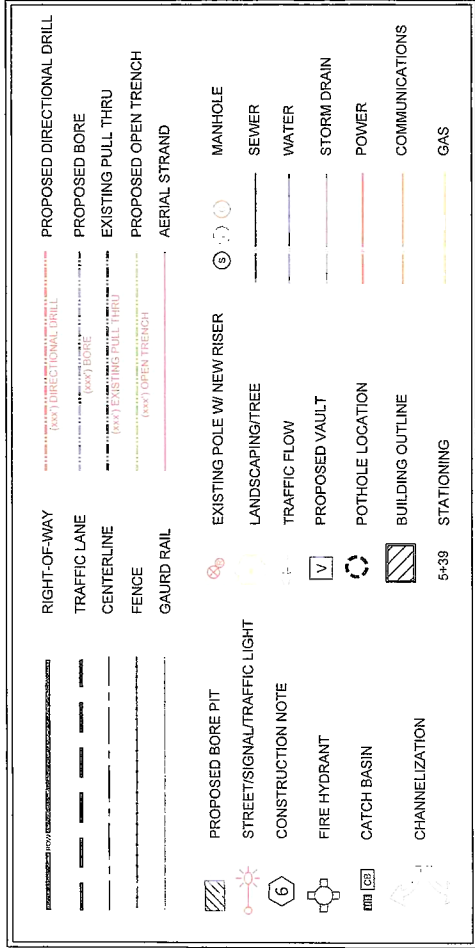 ROW
RIGHT-OF-WAY
TRAFFIC LANE
CENTERLINE
FENCE
GAURD RAIL
(xxx') DIRECTIONAL DRILL
PROPOSED DIRECTIONAL DRILL
(xxx') BORE
PROPOSED BORE
(xxx') EXISTING PULL THRU
EXISTING PULL THRU
(xxx') OPEN TRENCH
PROPOSED OPEN TRENCH
AERIAL STRAND
PROPOSED BORE PIT
STREET/SIGNAL/TRAFFIC LIGHT
6
CONSTRUCTION NOTE
FIRE HYDRANT
CB
CATCH BASIN
CHANNELIZATION
EXISTING POLE W/ NEW RISER
LANDSCAPING/TREE
TRAFFIC FLOW
V
PROPOSED VAULT
POTHOLE LOCATION
BUILDING OUTLINE
5+39
STATIONING
S
MANHOLE
SEWER
WATER
STORM DRAIN
POWER
COMMUNICATIONS
GAS